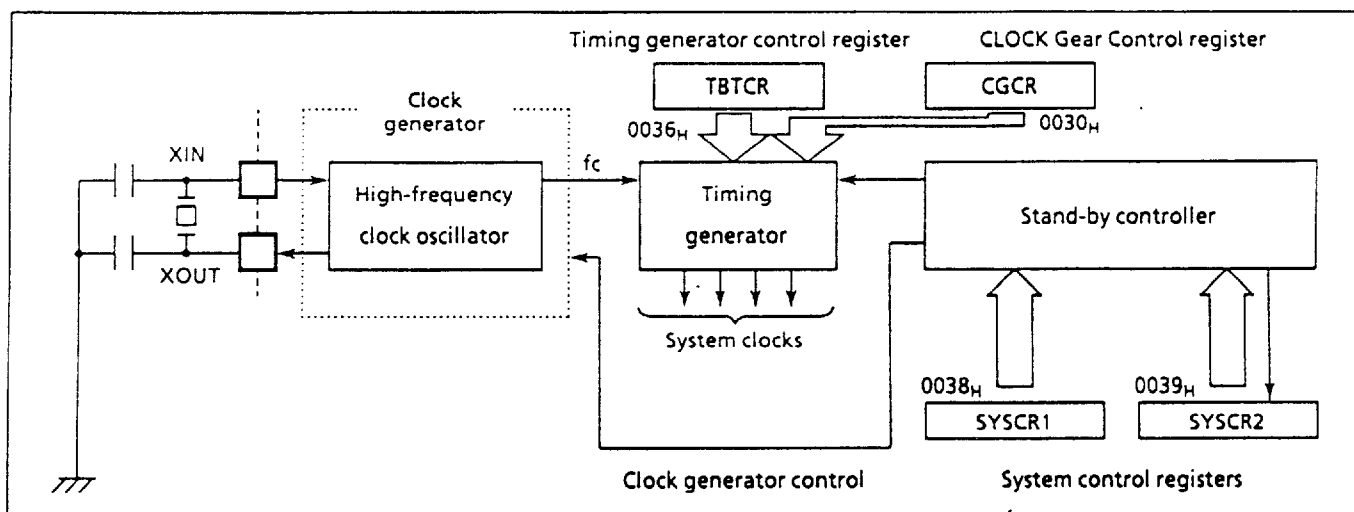 Timing generator control register
CLOCK Gear Control register
TBTCR
CGCR
Clock
generator
0036H
0030H
XIN
fc
High-frequency
clock oscillator
Timing
generator
Stand-by controller
XOUT
System clocks
0038H
0039H
SYSCR1
SYSCR2
Clock generator control
System control registers